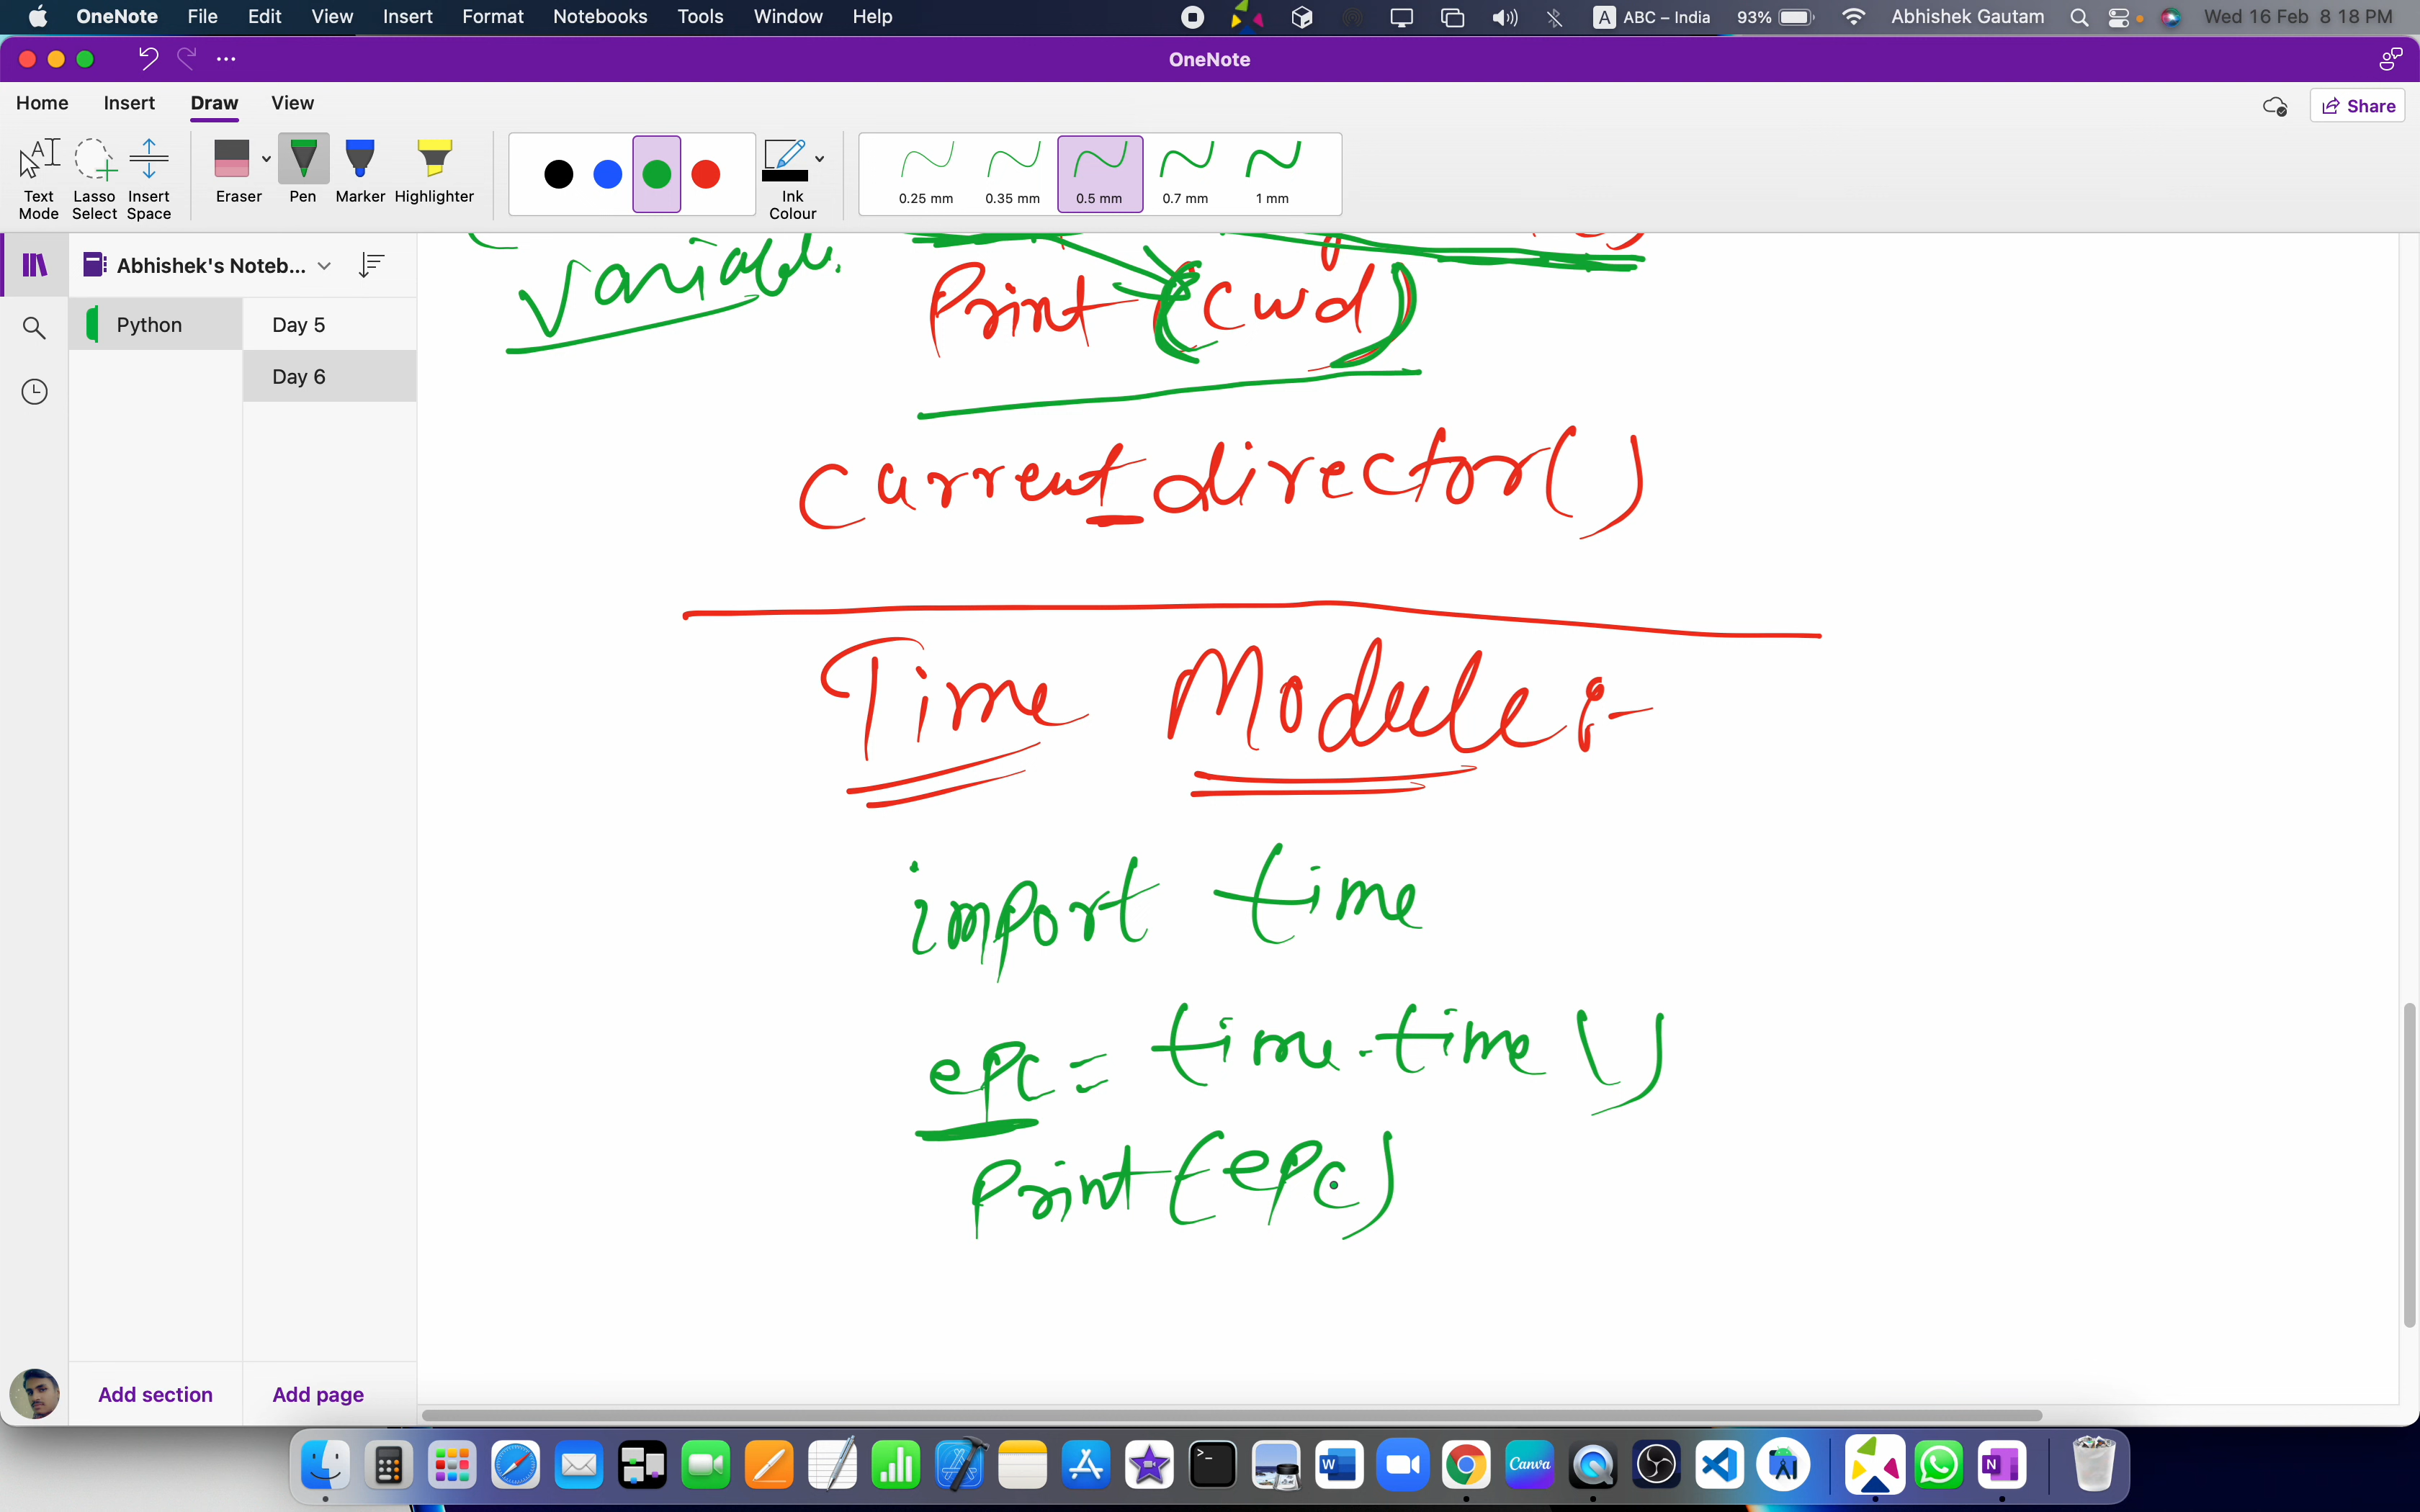 OneNote File Edit View Insert Format Notebooks Tools Window Help A ABC – India 93% Abhishek Gautam Wed 16 Feb 8 18 PM
OneNote
Home Insert Draw View Share
Text Mode Lasso Select Insert Space Eraser Pen Marker Highlighter Ink Colour 0.25 mm 0.35 mm 0.5 mm 0.7 mm 1 mm
Abhishek's Noteb...
Python Day 5
Day 6
Variable.
Print (cwd)
Current director()
Time Module :-
import time
epc = time.time ()
Print (epc)
Add section Add page
W Canva N